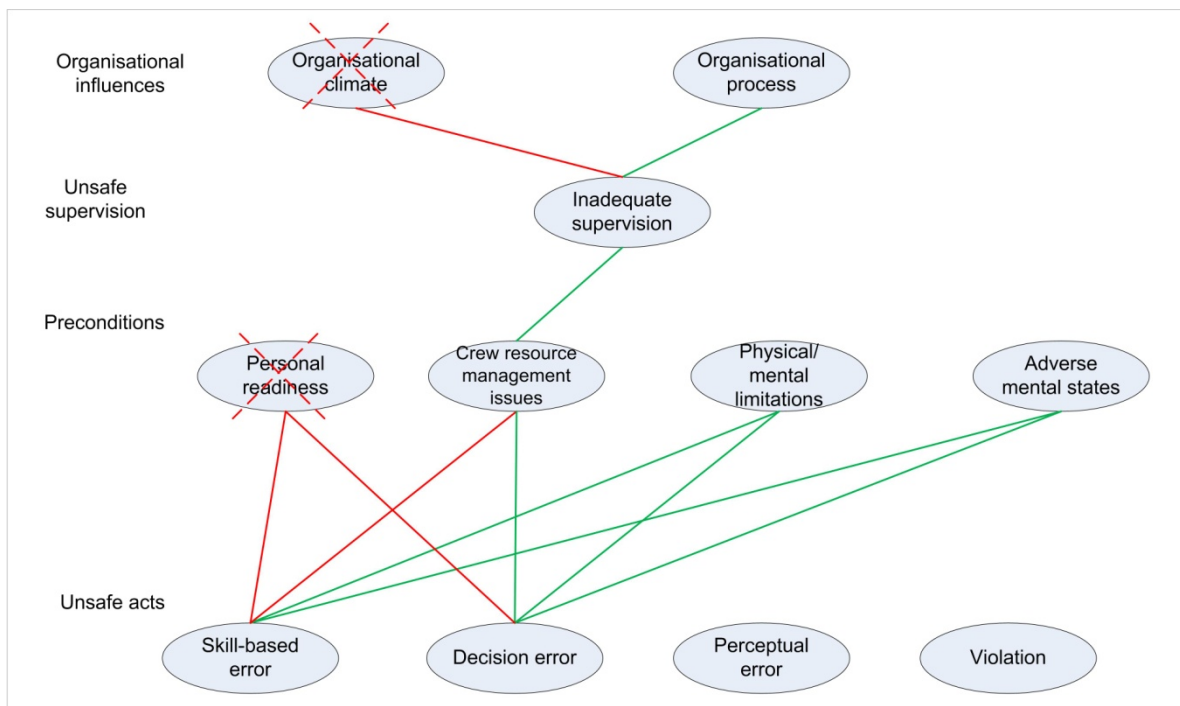 Organisational
influences
Organisational
climate
Organisational
process
Unsafe
supervision
Inadequate
supervision
Preconditions
Personal
readiness
Crew resource
management
issues
Physical/
mental
limitations
Adverse
mental states
Unsafe acts
Skill-based
error
Decision error
Perceptual
error
Violation